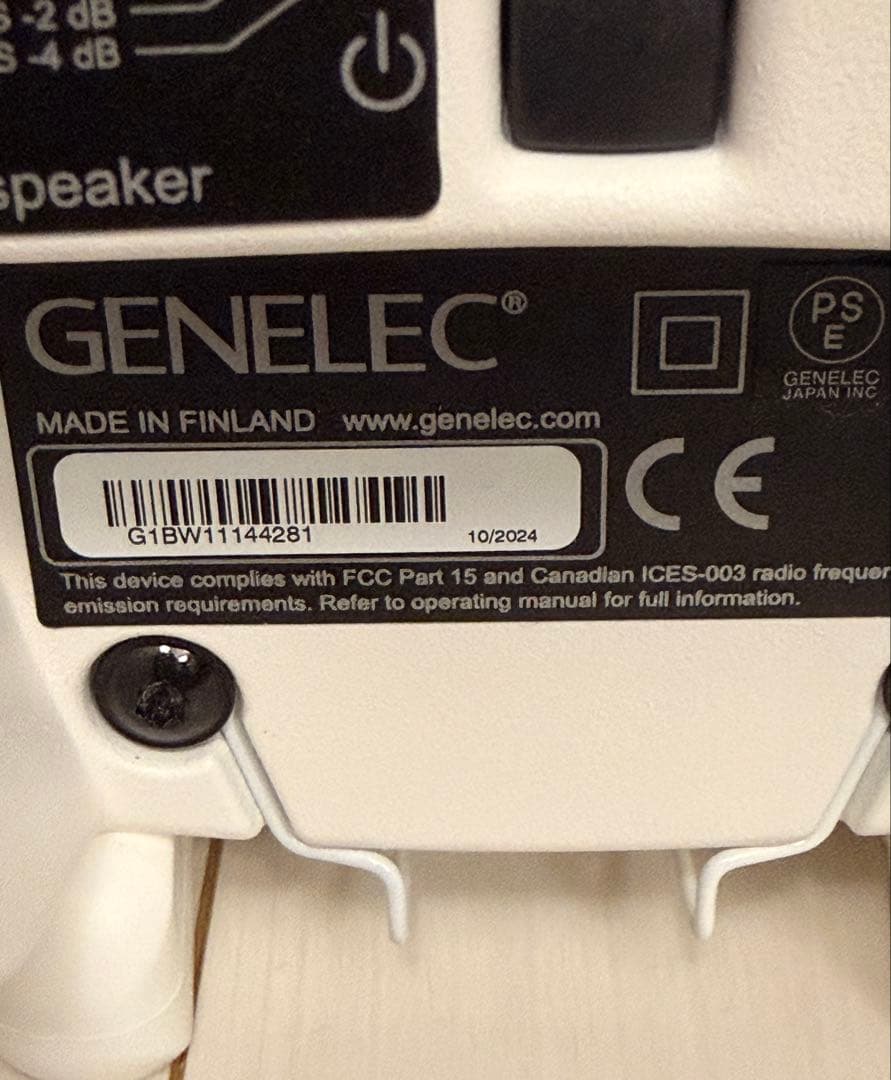 S -2 dB
S -4 dB
speaker
GENELEC®
PS
E
GENELEC
JAPAN INC
MADE IN FINLAND www.genelec.com
CE
G1BW11144281
10/2024
This device complies with FCC Part 15 and Canadian ICES-003 radio frequen
emission requirements. Refer to operating manual for full information.